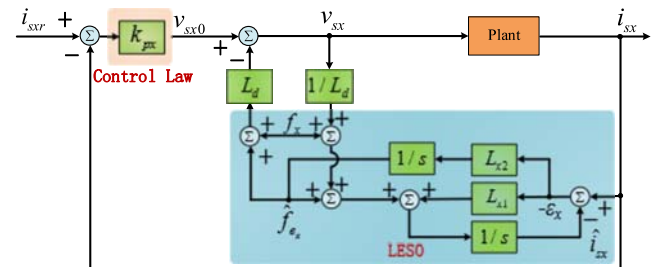 i_sxr + − Σ k_px v_sx0 + − Σ v_sx Plant i_sx
Control Law
L_d 1/L_d
Σ + + f_x + + Σ
+ 1/s L_x2
f̂_e_x + + Σ + Σ + L_x1 -ε_x Σ + −
LESO 1/s î_sx